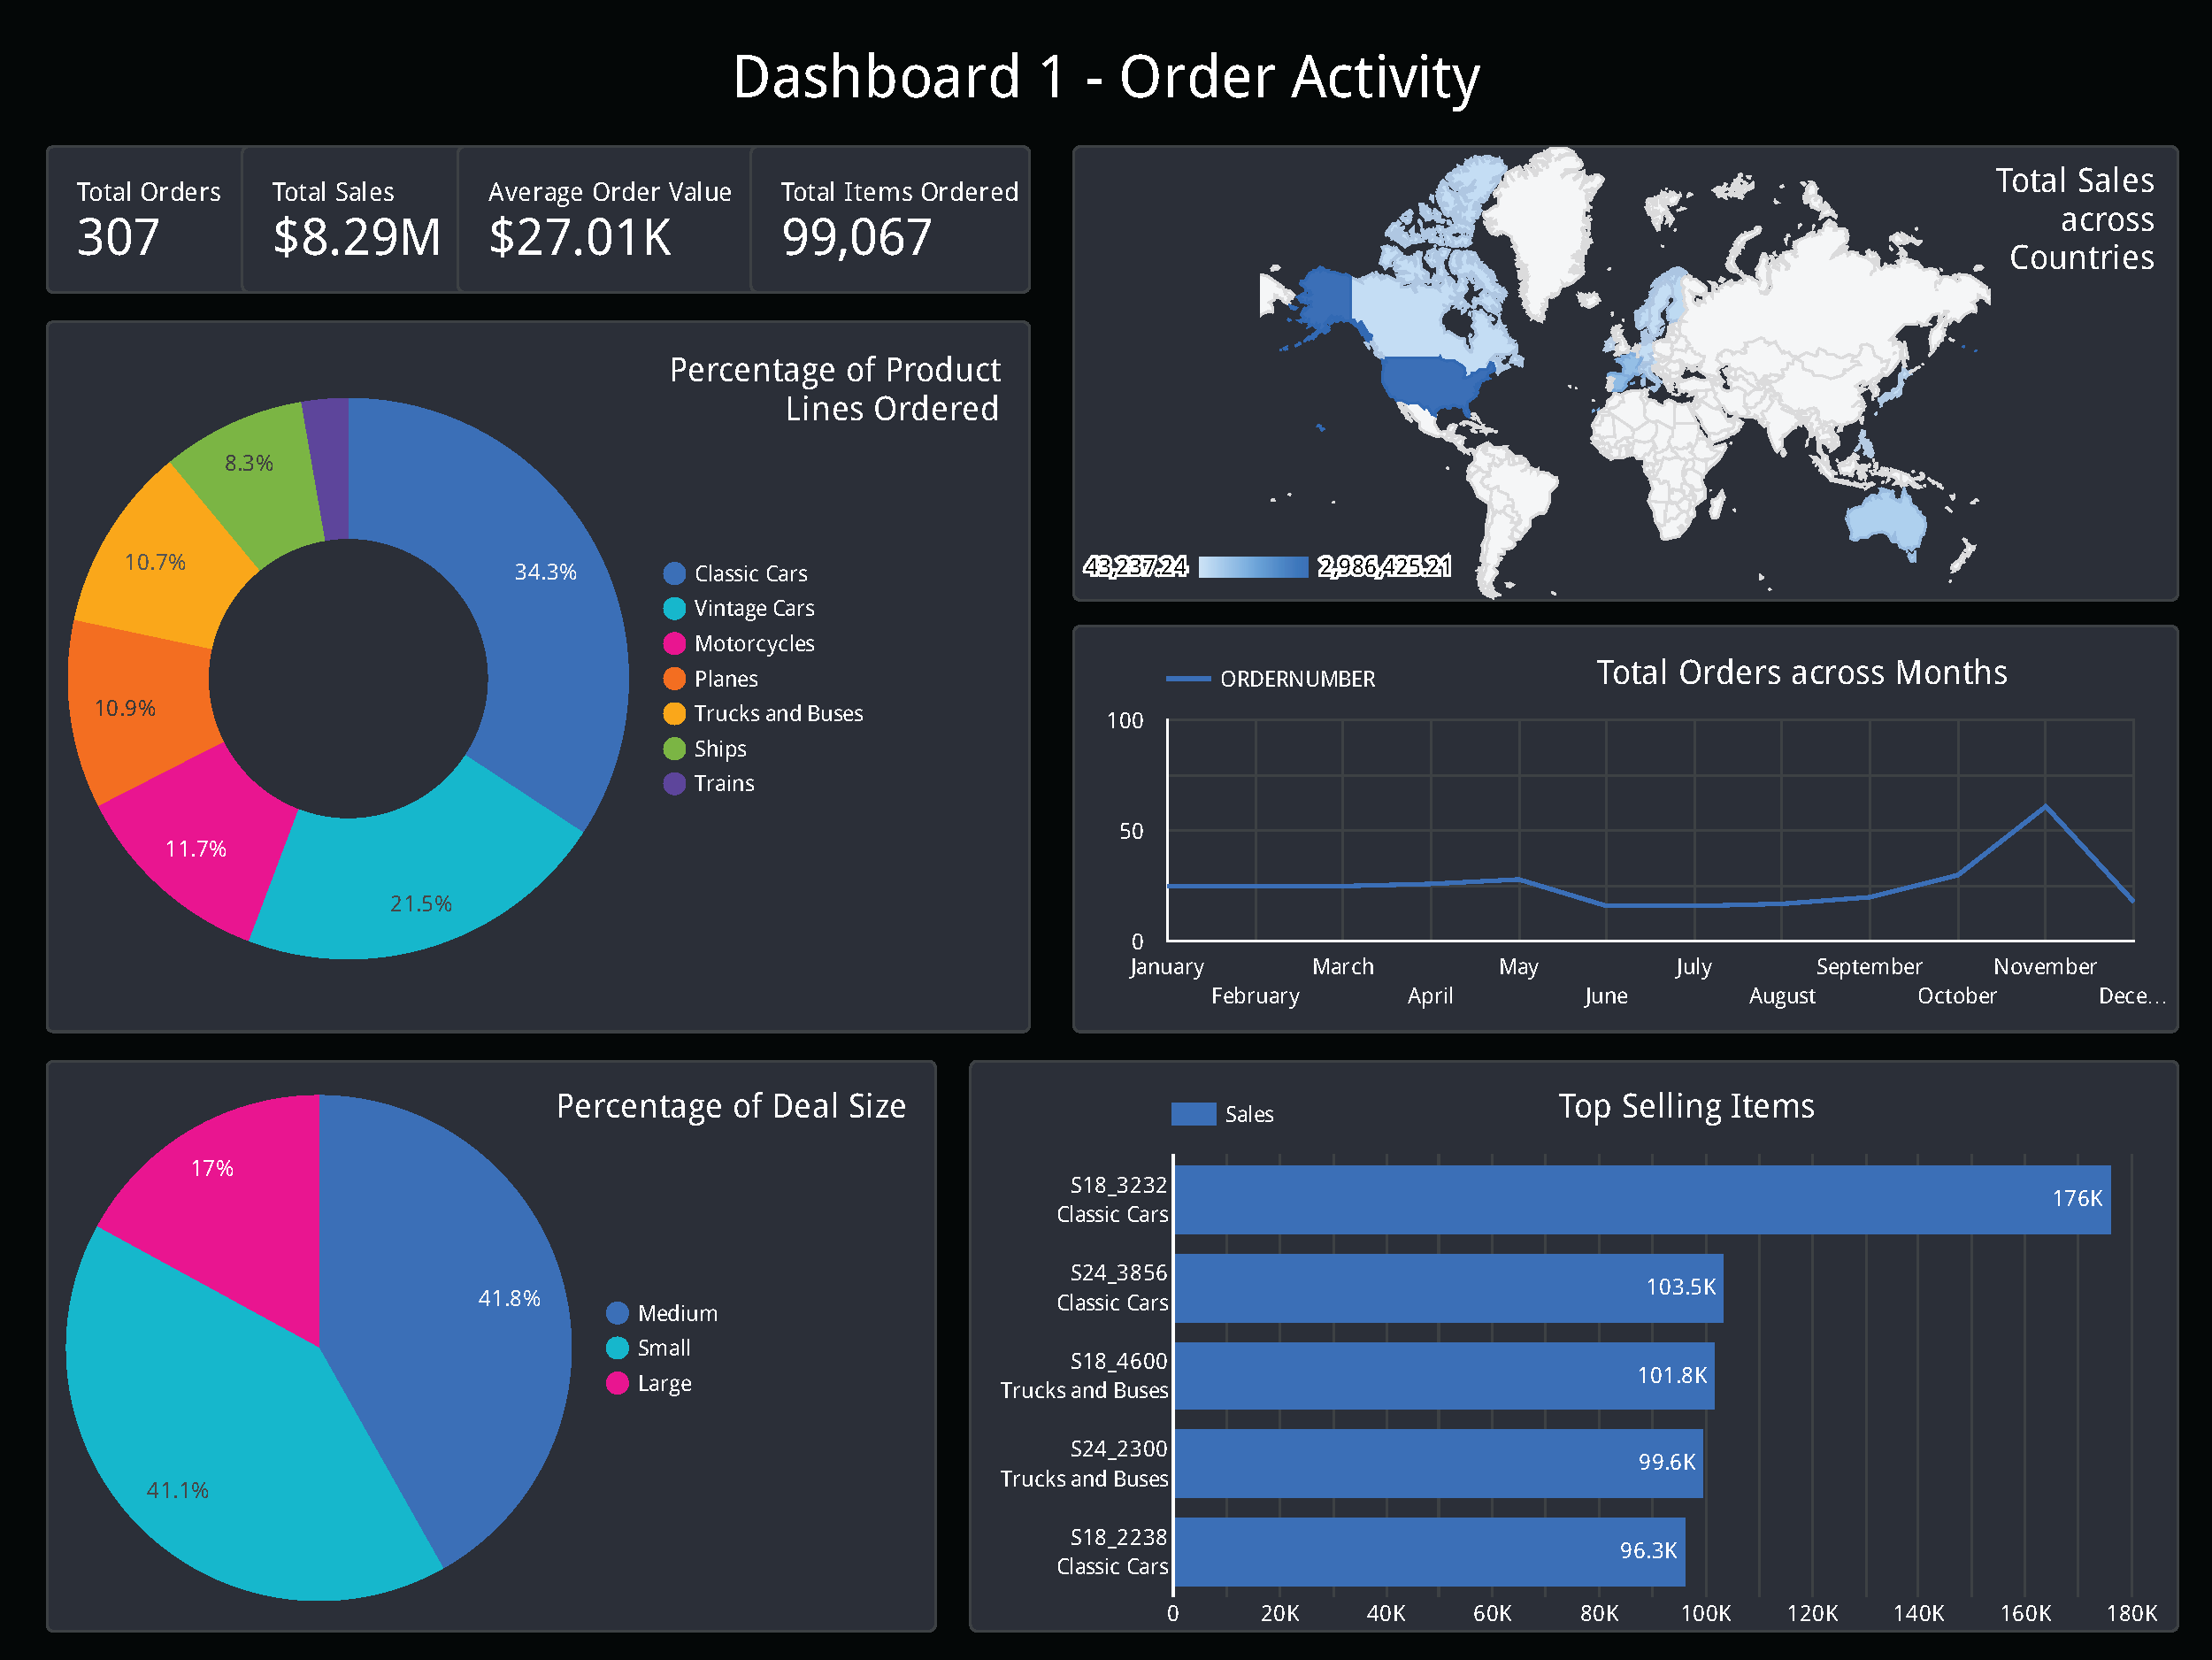 Dashboard 1 - Order Activity
Total Orders
307
Total Sales
$8.29M
Average Order Value
$27.01K
Total Items Ordered
99,067
Total Sales
across
Countries
43,237.24
2,986,425.21
Percentage of Product
Lines Ordered
34.3%
21.5%
11.7%
10.9%
10.7%
8.3%
Classic Cars
Vintage Cars
Motorcycles
Planes
Trucks and Buses
Ships
Trains
Total Orders across Months
ORDERNUMBER
100
50
0
January
February
March
April
May
June
July
August
September
October
November
Dece...
Percentage of Deal Size
41.8%
41.1%
17%
Medium
Small
Large
Top Selling Items
Sales
S18_3232
Classic Cars
176K
S24_3856
Classic Cars
103.5K
S18_4600
Trucks and Buses
101.8K
S24_2300
Trucks and Buses
99.6K
S18_2238
Classic Cars
96.3K
0
20K
40K
60K
80K
100K
120K
140K
160K
180K